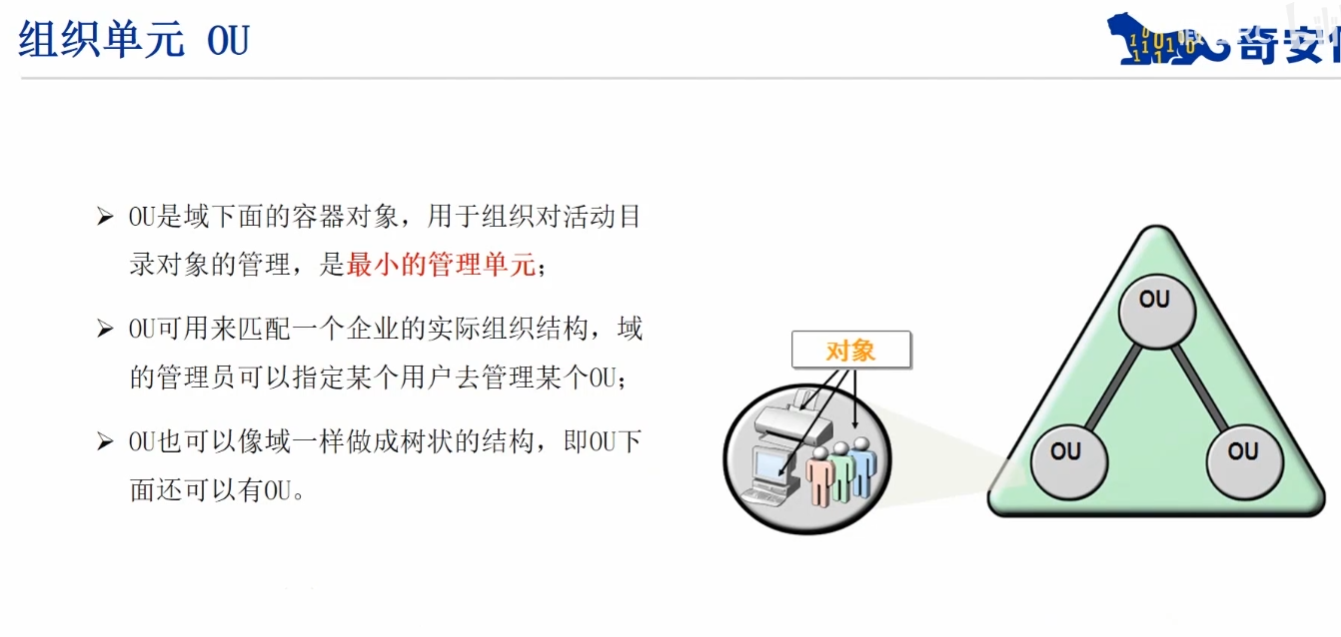 组织单元 OU
奇安信
➢ OU是域下面的容器对象，用于组织对活动目
录对象的管理，是最小的管理单元；
➢ OU可用来匹配一个企业的实际组织结构，域
的管理员可以指定某个用户去管理某个OU；
➢ OU也可以像域一样做成树状的结构，即OU下
面还可以有OU。
对象
OU
OU
OU